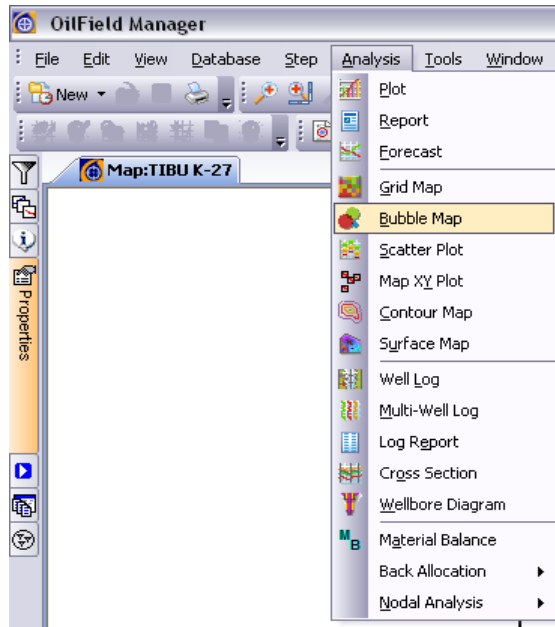 OilField Manager
File Edit View Database Step Analysis Tools Window
New
Map:TIBU K-27
Properties
Plot
Report
Forecast
Grid Map
Bubble Map
Scatter Plot
Map XY Plot
Contour Map
Surface Map
Well Log
Multi-Well Log
Log Report
Cross Section
Wellbore Diagram
MB Material Balance
Back Allocation
Nodal Analysis